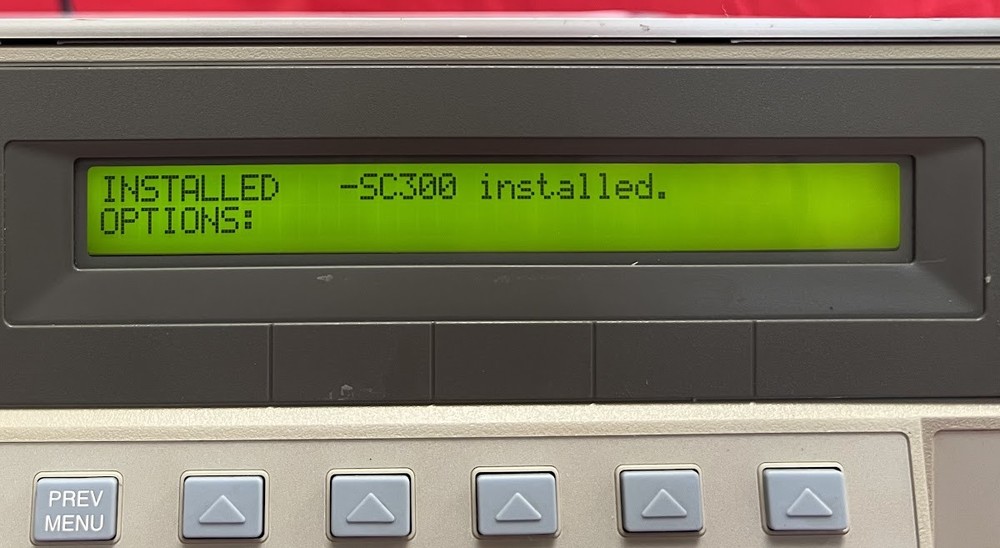 INSTALLED -SC300 installed.
OPTIONS:
PREV
MENU